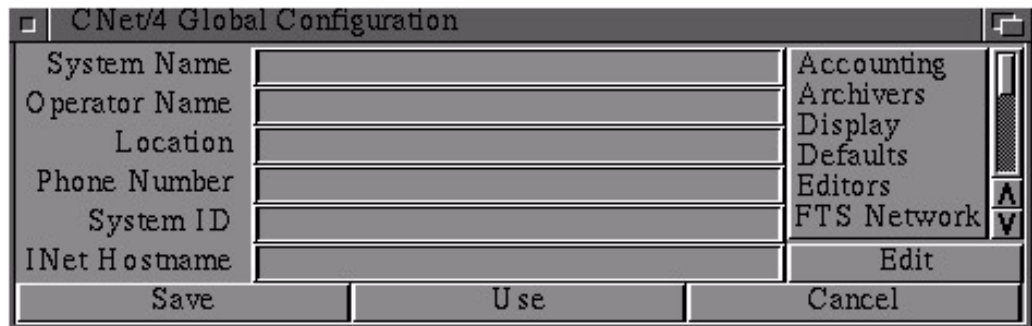 CNet/4 Global Configuration
System Name
Operator Name
Location
Phone Number
System ID
INet Hostname
Accounting
Archivers
Display
Defaults
Editors
FTS Network
Edit
Save
Use
Cancel